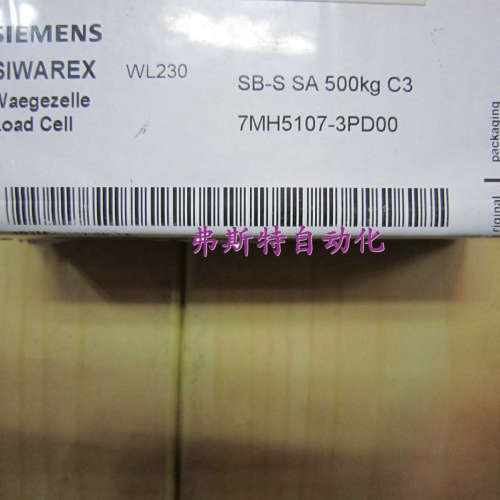 SIEMENS
SIWAREX WL230 SB-S SA 500kg C3
Waegezelle
Load Cell 7MH5107-3PD00
packaging
弗斯特自动化